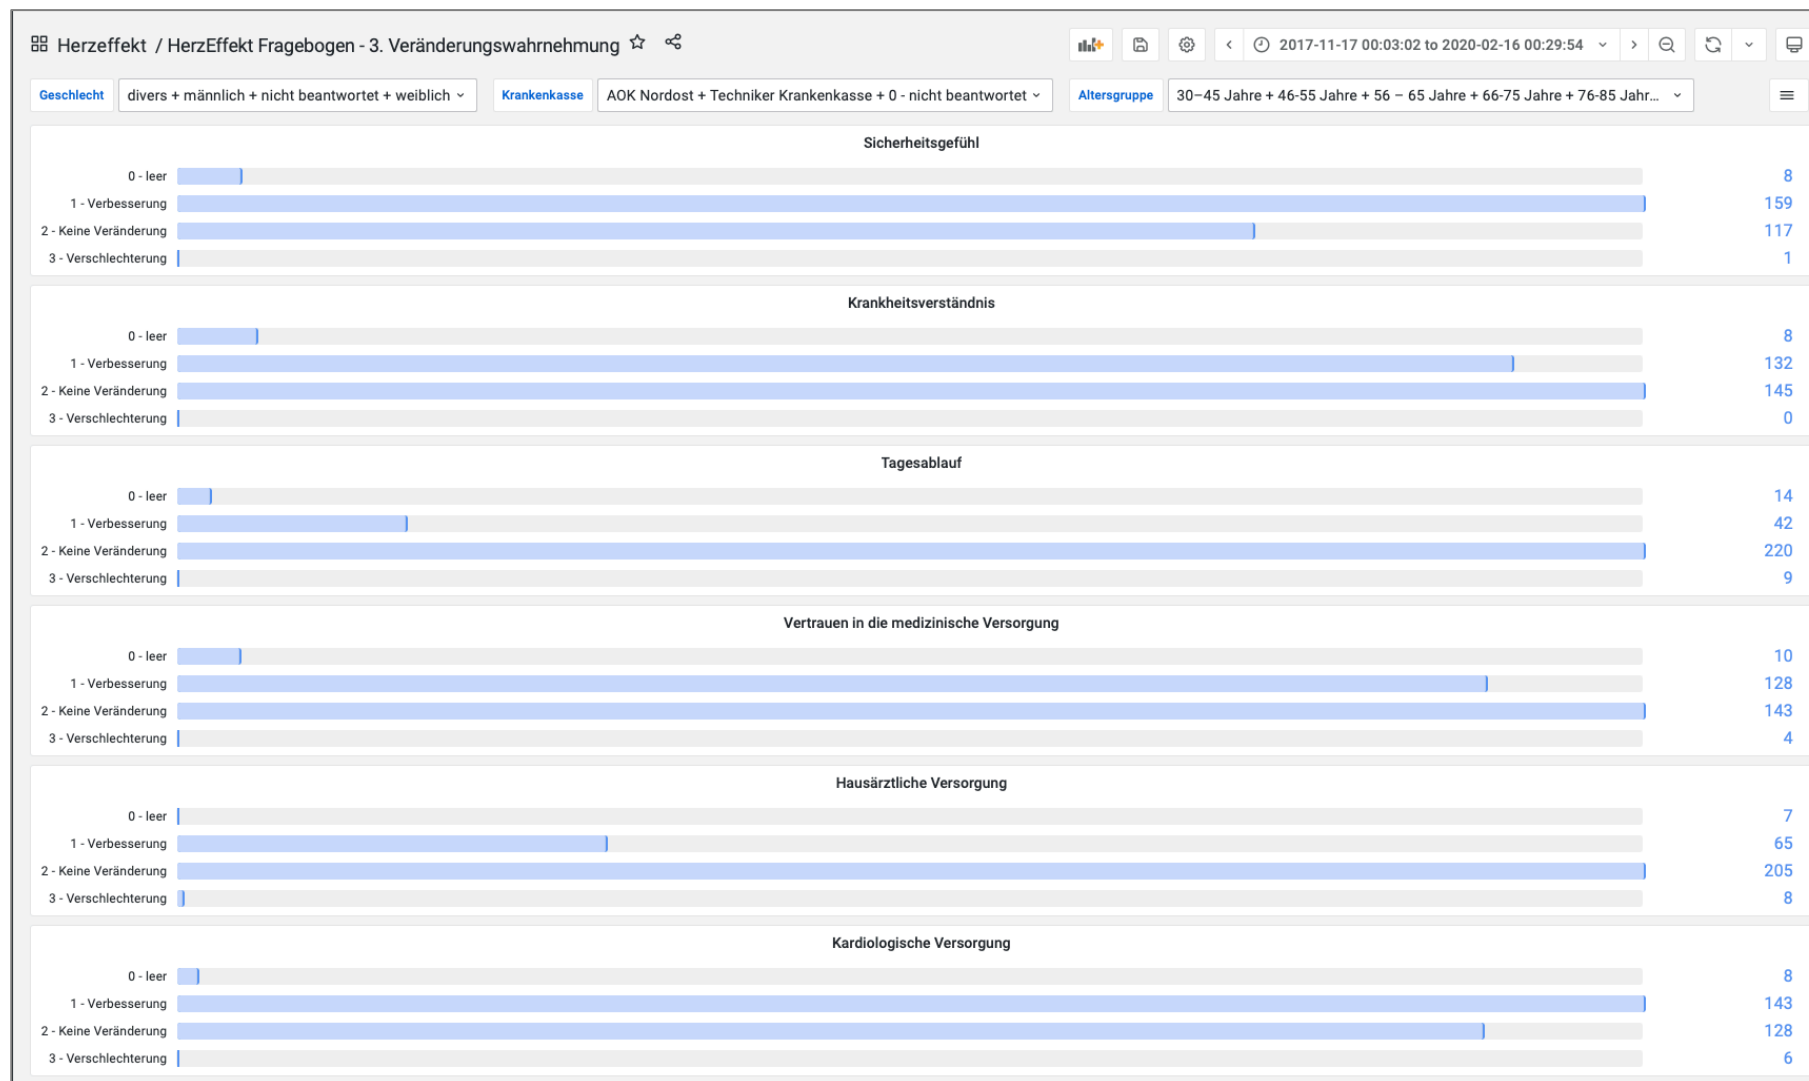 Herzeffekt / HerzEffekt Fragebogen - 3. Veränderungswahrnehmung
2017-11-17 00:03:02 to 2020-02-16 00:29:54
Geschlecht divers + männlich + nicht beantwortet + weiblich Krankenkasse AOK Nordost + Techniker Krankenkasse + 0 - nicht beantwortet Altersgruppe 30–45 Jahre + 46-55 Jahre + 56 – 65 Jahre + 66-75 Jahre + 76-85 Jahr...
Sicherheitsgefühl
0 - leer 8
1 - Verbesserung 159
2 - Keine Veränderung 117
3 - Verschlechterung 1
Krankheitsverständnis
0 - leer 8
1 - Verbesserung 132
2 - Keine Veränderung 145
3 - Verschlechterung 0
Tagesablauf
0 - leer 14
1 - Verbesserung 42
2 - Keine Veränderung 220
3 - Verschlechterung 9
Vertrauen in die medizinische Versorgung
0 - leer 10
1 - Verbesserung 128
2 - Keine Veränderung 143
3 - Verschlechterung 4
Hausärztliche Versorgung
0 - leer 7
1 - Verbesserung 65
2 - Keine Veränderung 205
3 - Verschlechterung 8
Kardiologische Versorgung
0 - leer 8
1 - Verbesserung 143
2 - Keine Veränderung 128
3 - Verschlechterung 6